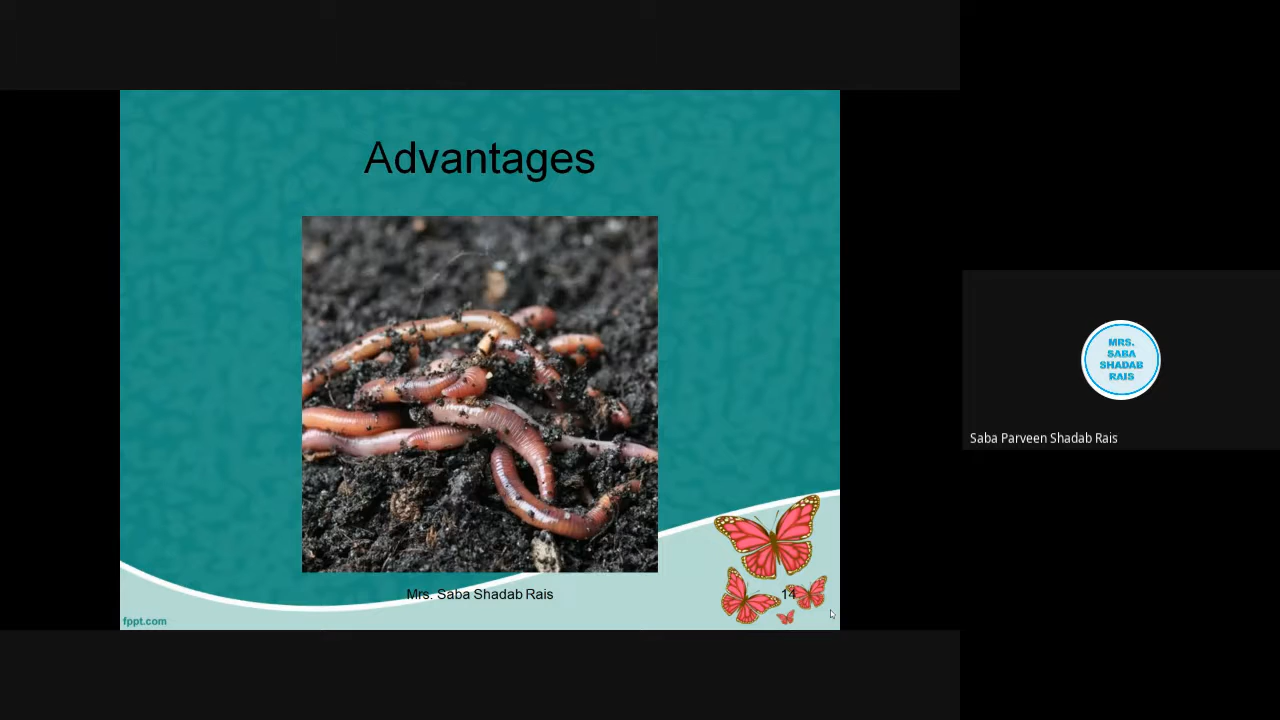 Advantages
Mrs. Saba Shadab Rais
14
fppt.com
MRS.
SABA
SHADAB
RAIS
Saba Parveen Shadab Rais